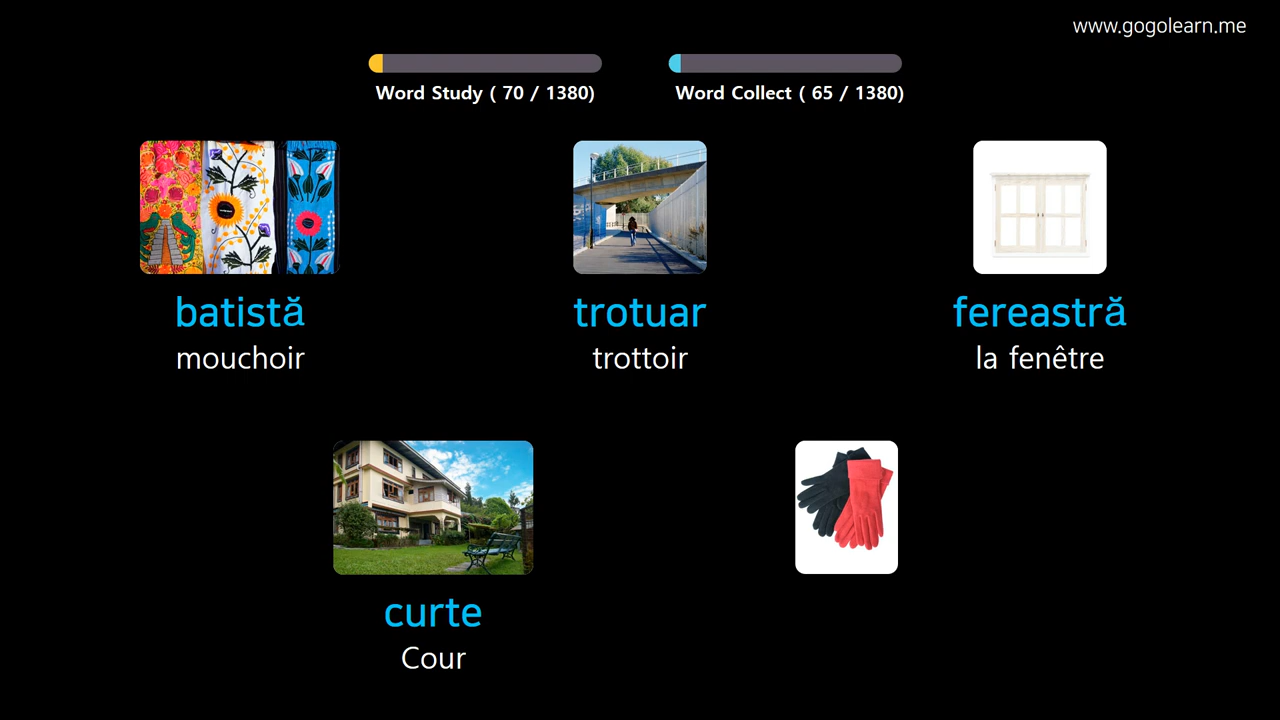 www.gogolearn.me
Word Study ( 70 / 1380)
Word Collect ( 65 / 1380)
batistă
mouchoir
trotuar
trottoir
fereastră
la fenêtre
curte
Cour